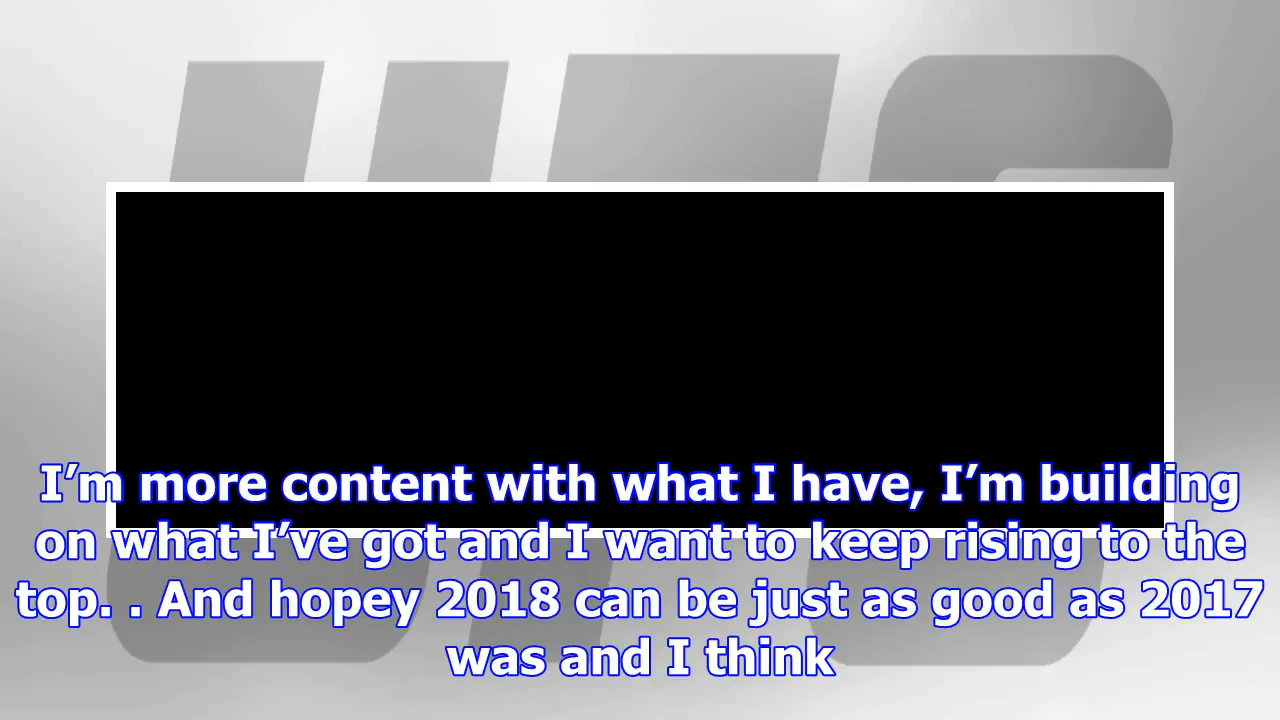 I’m more content with what I have, I’m building
on what I’ve got and I want to keep rising to the
top. . And hopey 2018 can be just as good as 2017
was and I think